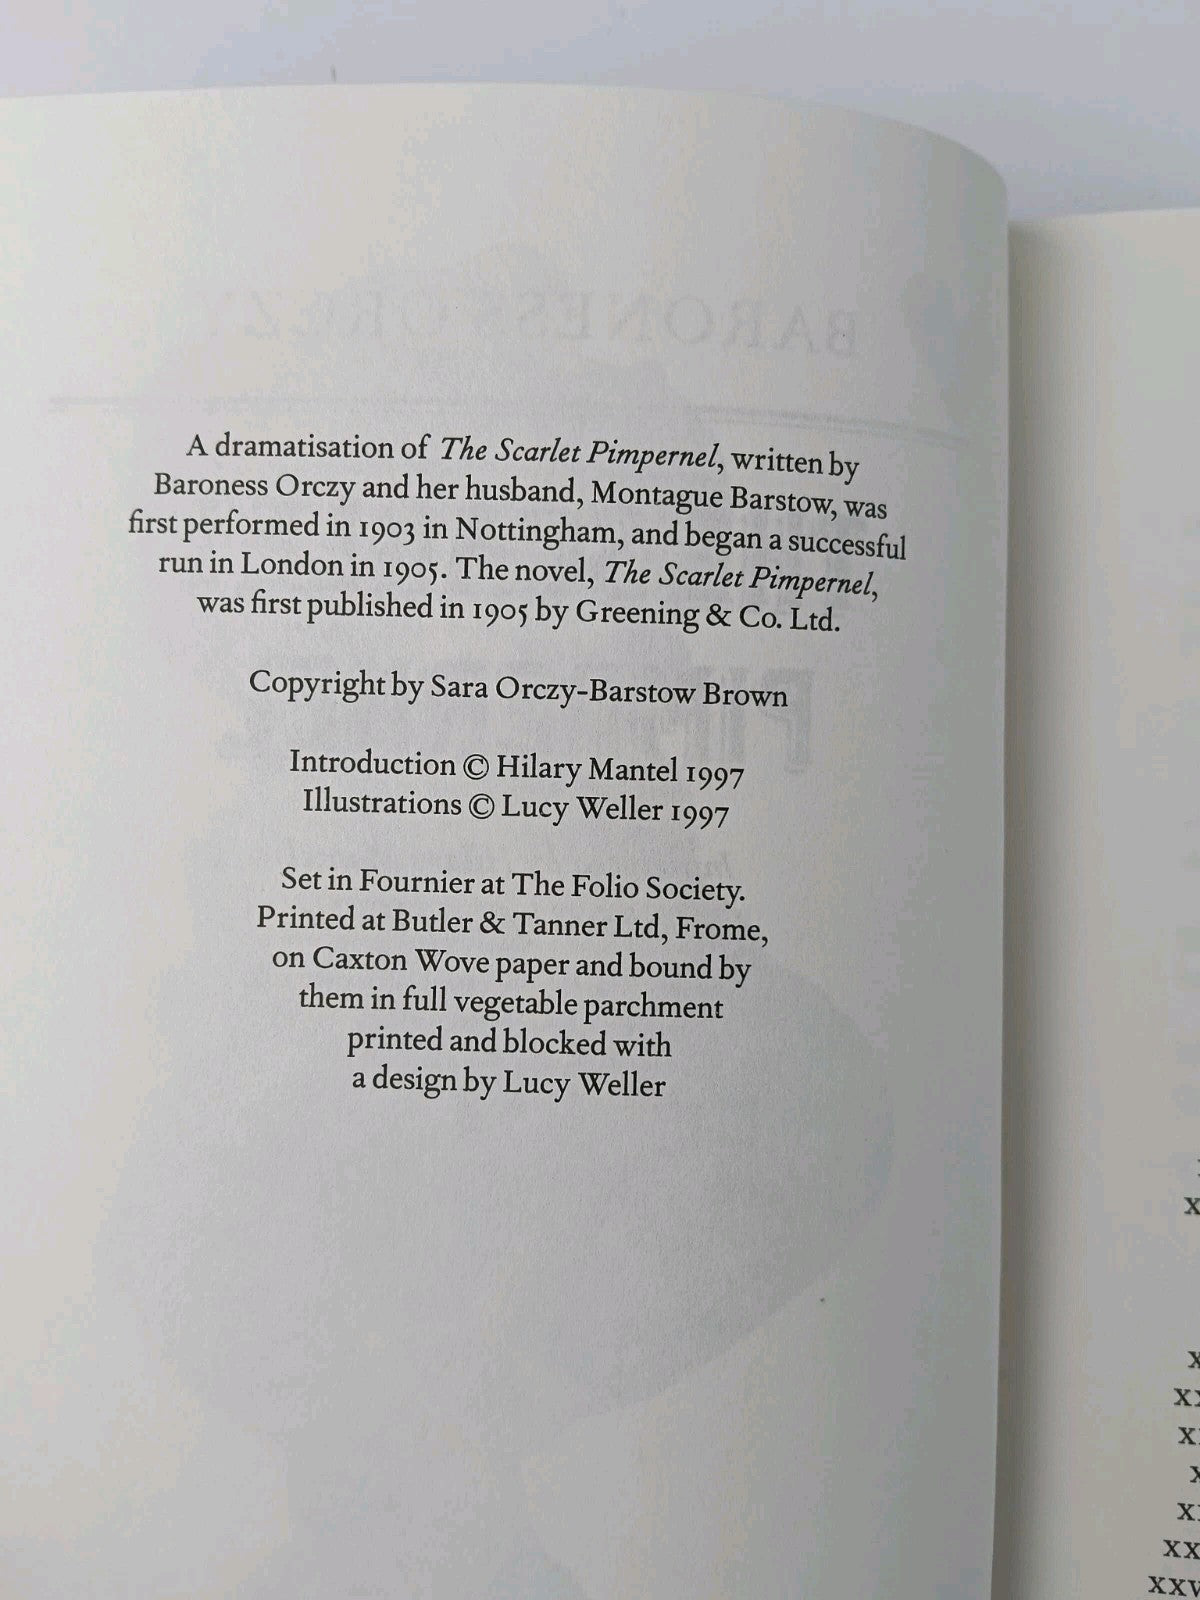 A dramatisation of The Scarlet Pimpernel, written by
Baroness Orczy and her husband, Montague Barstow, was
first performed in 1903 in Nottingham, and began a successful
run in London in 1905. The novel, The Scarlet Pimpernel,
was first published in 1905 by Greening & Co. Ltd.
Copyright by Sara Orczy-Barstow Brown
Introduction © Hilary Mantel 1997
Illustrations © Lucy Weller 1997
Set in Fournier at The Folio Society.
Printed at Butler & Tanner Ltd, Frome,
on Caxton Wove paper and bound by
them in full vegetable parchment
printed and blocked with
a design by Lucy Weller